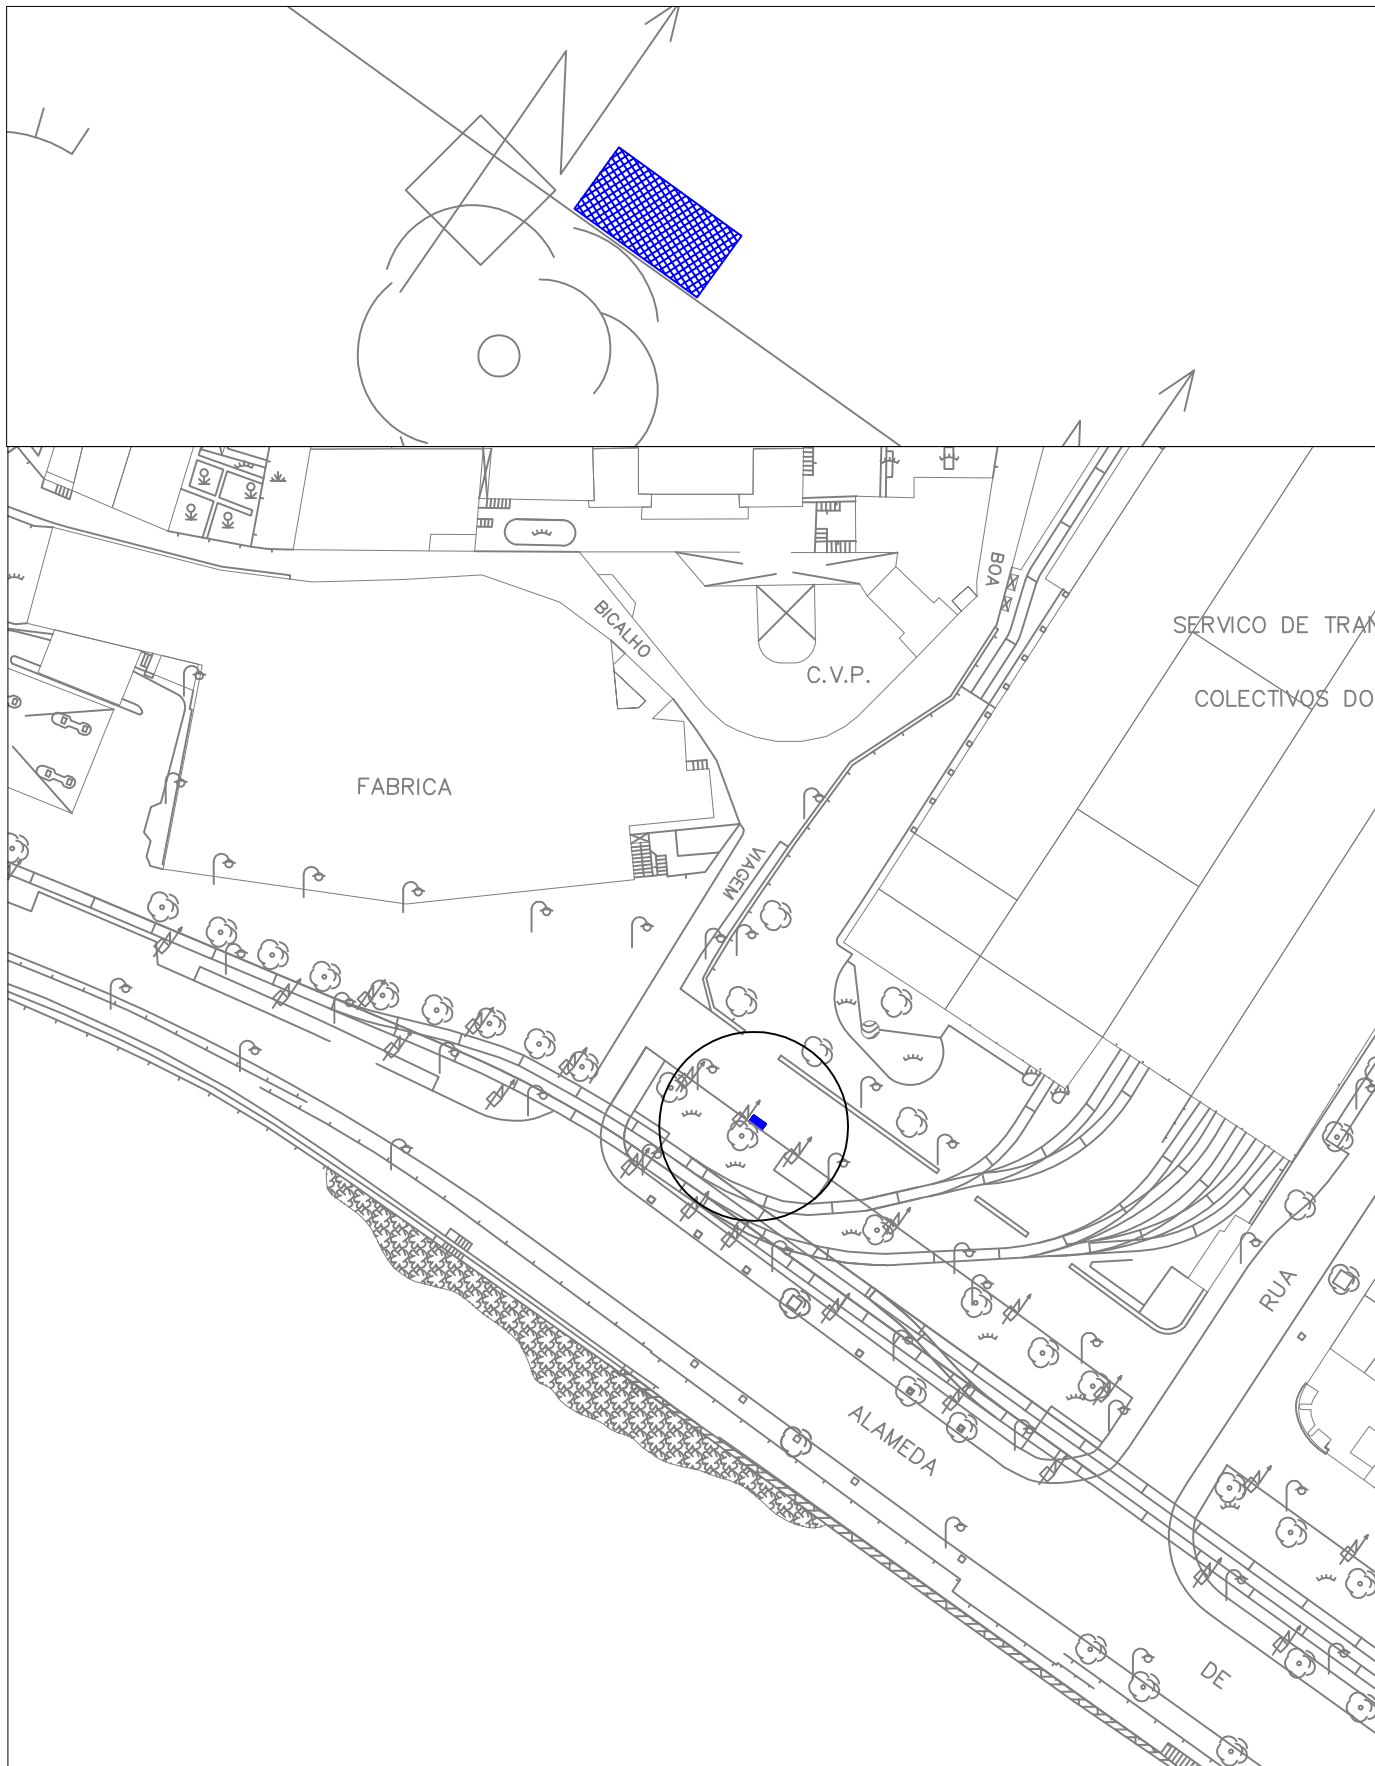 BOA
BICALHO
SERVICO DE TRAN
C.V.P.
COLECTIVOS DO
FABRICA
VIAGEM
RUA
ALAMEDA
DE